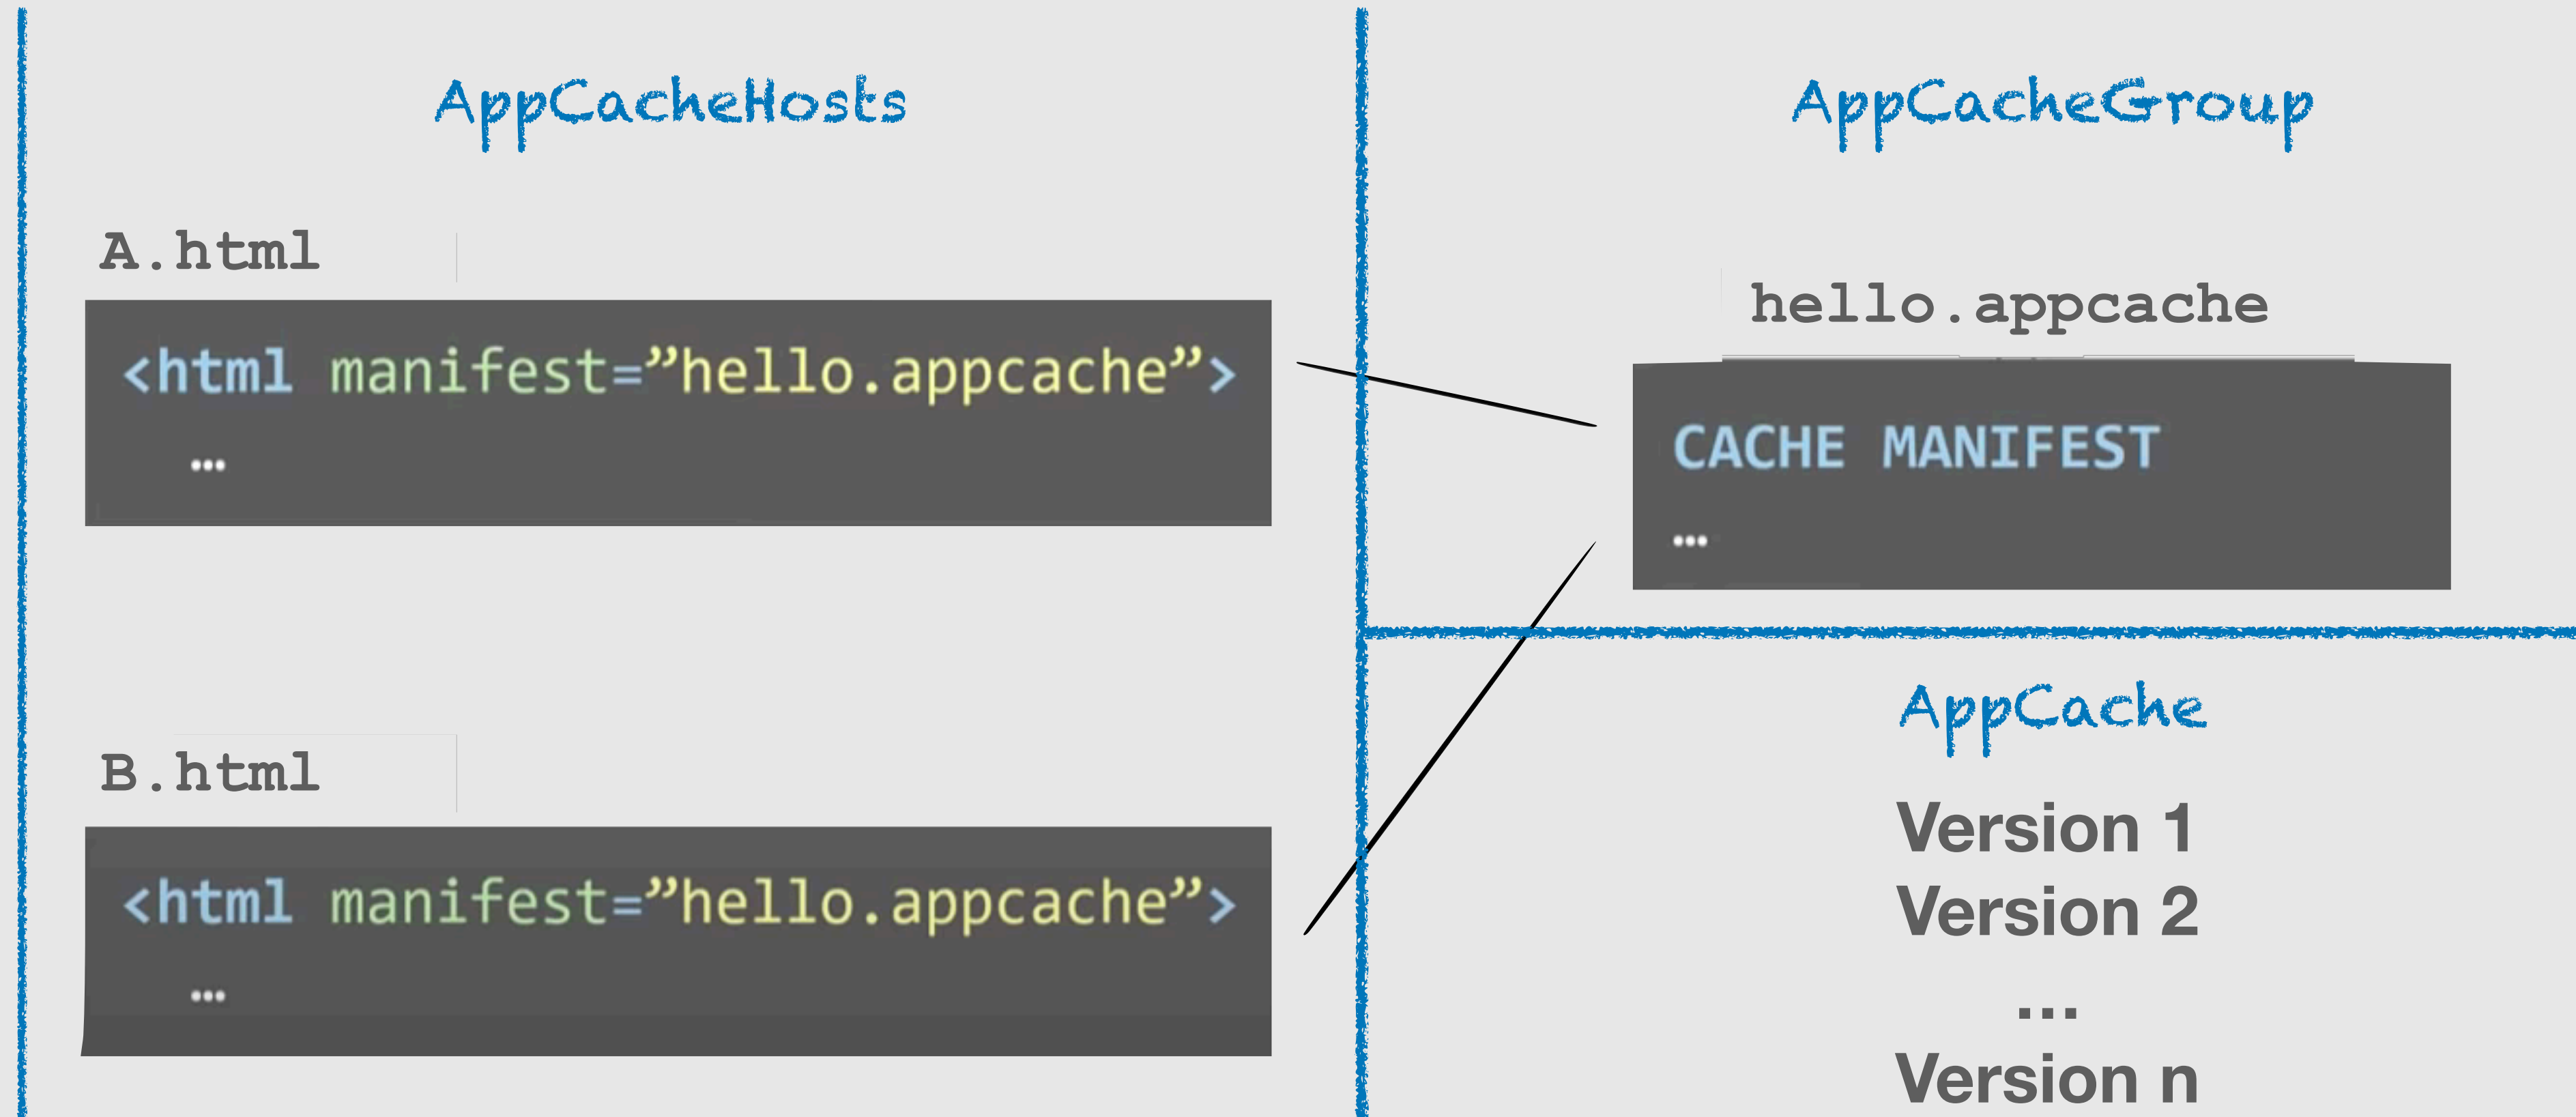 AppCacheHosts
A.html
<html manifest=”hello.appcache”>
…
B.html
<html manifest=”hello.appcache”>
…
AppCacheGroup
hello.appcache
CACHE MANIFEST
…
AppCache
Version 1
Version 2
...
Version n